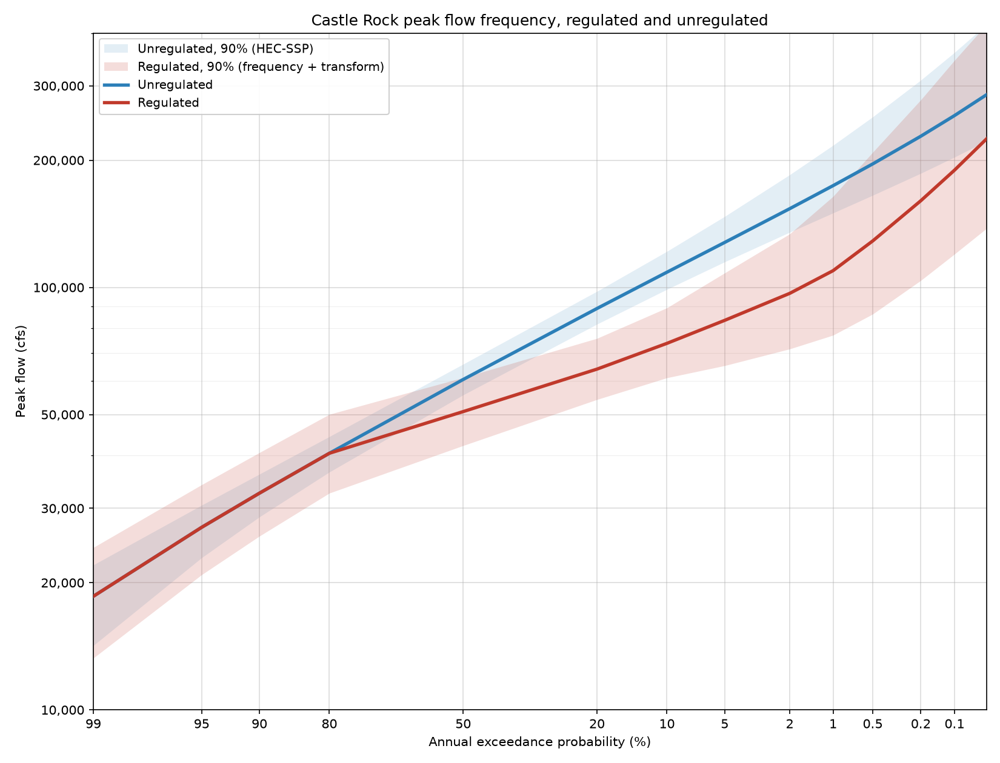 Castle Rock peak flow frequency, regulated and unregulated
Unregulated, 90% (HEC-SSP)
Regulated, 90% (frequency + transform)
Unregulated
Regulated
Peak flow (cfs)
300,000
200,000
100,000
50,000
30,000
20,000
10,000
99 95 90 80 50 20 10 5 2 1 0.5 0.2 0.1
Annual exceedance probability (%)